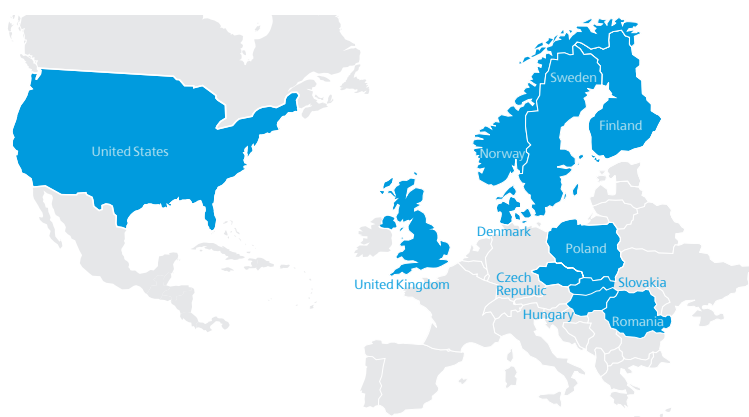 Sweden
Finland
United States
Norway
Denmark
Poland
Czech
Republic
Slovakia
United Kingdom
Hungary
Romania